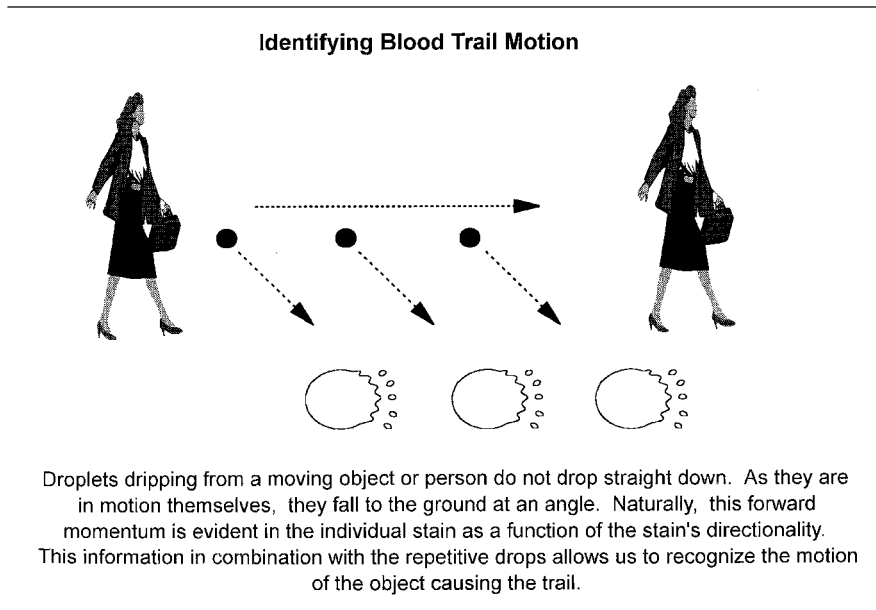 Identifying Blood Trail Motion
Droplets dripping from a moving object or person do not drop straight down. As they are
in motion themselves, they fall to the ground at an angle. Naturally, this forward
momentum is evident in the individual stain as a function of the stain's directionality.
This information in combination with the repetitive drops allows us to recognize the motion
of the object causing the trail.